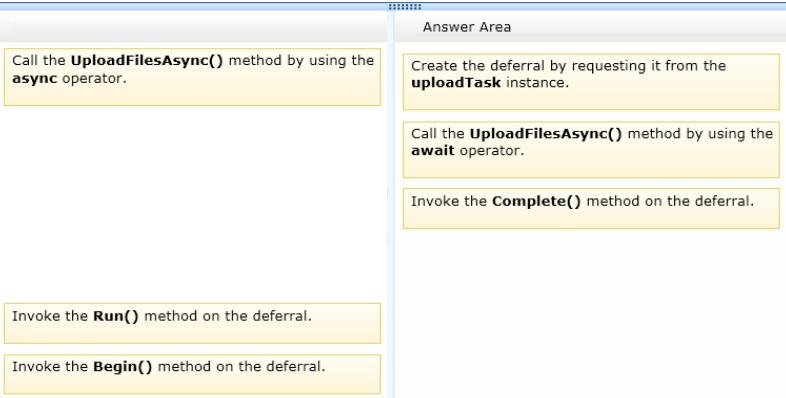 Call the UploadFilesAsync() method by using the
async operator.
Invoke the Run() method on the deferral.
Invoke the Begin() method on the deferral.
Answer Area
Create the deferral by requesting it from the
uploadTask instance.
Call the UploadFilesAsync() method by using the
await operator.
Invoke the Complete() method on the deferral.